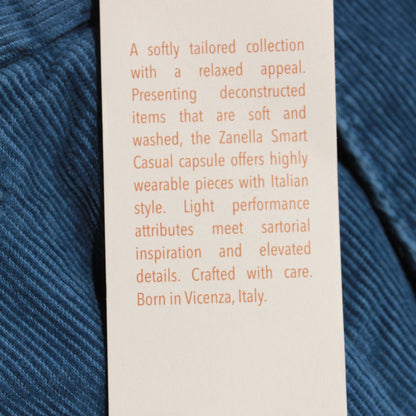 A softly tailored collection
with a relaxed appeal.
Presenting deconstructed
items that are soft and
washed, the Zanella Smart
Casual capsule offers highly
wearable pieces with Italian
style. Light performance
attributes meet sartorial
inspiration and elevated
details. Crafted with care.
Born in Vicenza, Italy.